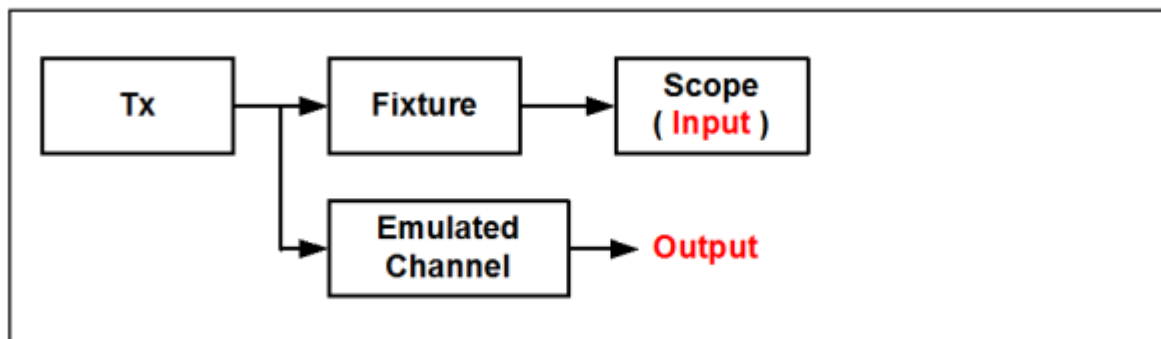 Tx
Fixture
Scope
( Input )
Emulated
Channel
Output